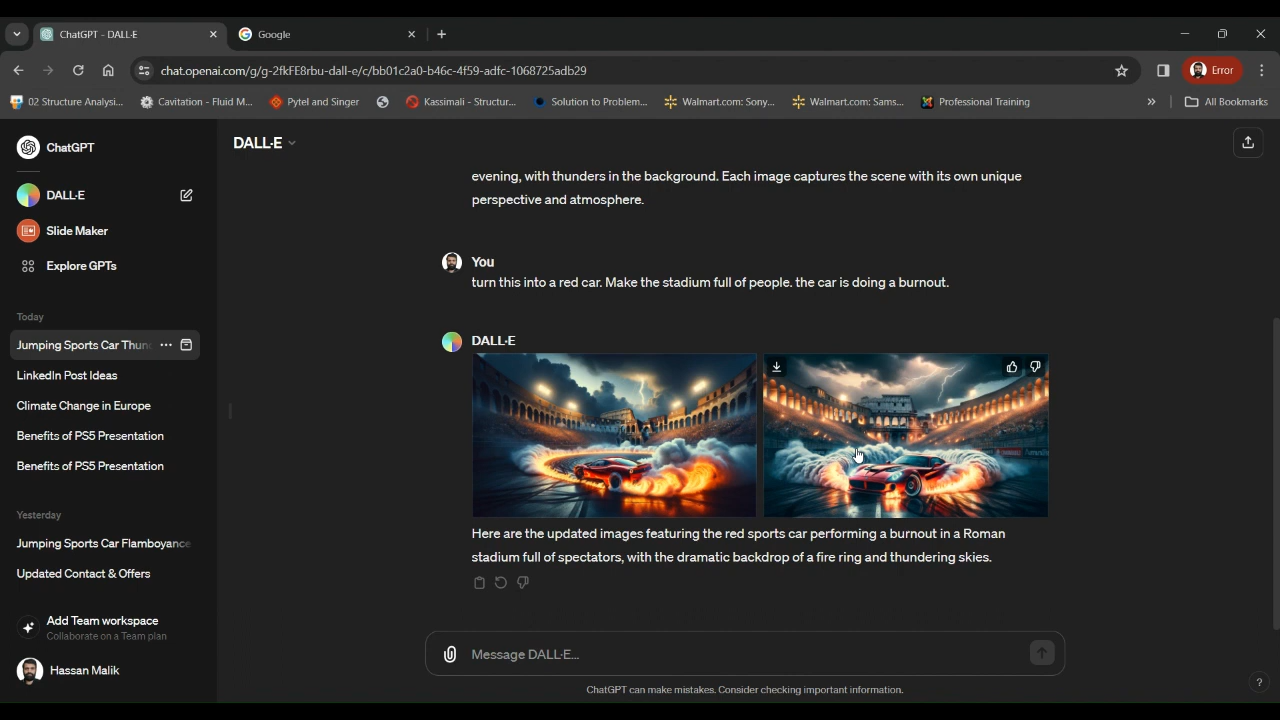 ChatGPT - DALL·E
Google
chat.openai.com/g/g-2fkFE8rbu-dall-e/c/bb01c2a0-b46c-4f59-adfc-1068725adb29
Error
02 Structure Analysi...
Cavitation - Fluid M...
Pytel and Singer
Kassimali - Structur...
Solution to Problem...
Walmart.com: Sony...
Walmart.com: Sams...
Professional Training
All Bookmarks
ChatGPT
DALL·E
Slide Maker
Explore GPTs
Today
Jumping Sports Car Thun
LinkedIn Post Ideas
Climate Change in Europe
Benefits of PS5 Presentation
Benefits of PS5 Presentation
Yesterday
Jumping Sports Car Flamboyance
Updated Contact & Offers
Add Team workspace
Collaborate on a Team plan
Hassan Malik
DALL·E
evening, with thunders in the background. Each image captures the scene with its own unique
perspective and atmosphere.
You
turn this into a red car. Make the stadium full of people. the car is doing a burnout.
DALL·E
Here are the updated images featuring the red sports car performing a burnout in a Roman
stadium full of spectators, with the dramatic backdrop of a fire ring and thundering skies.
Message DALL·E...
ChatGPT can make mistakes. Consider checking important information.
?